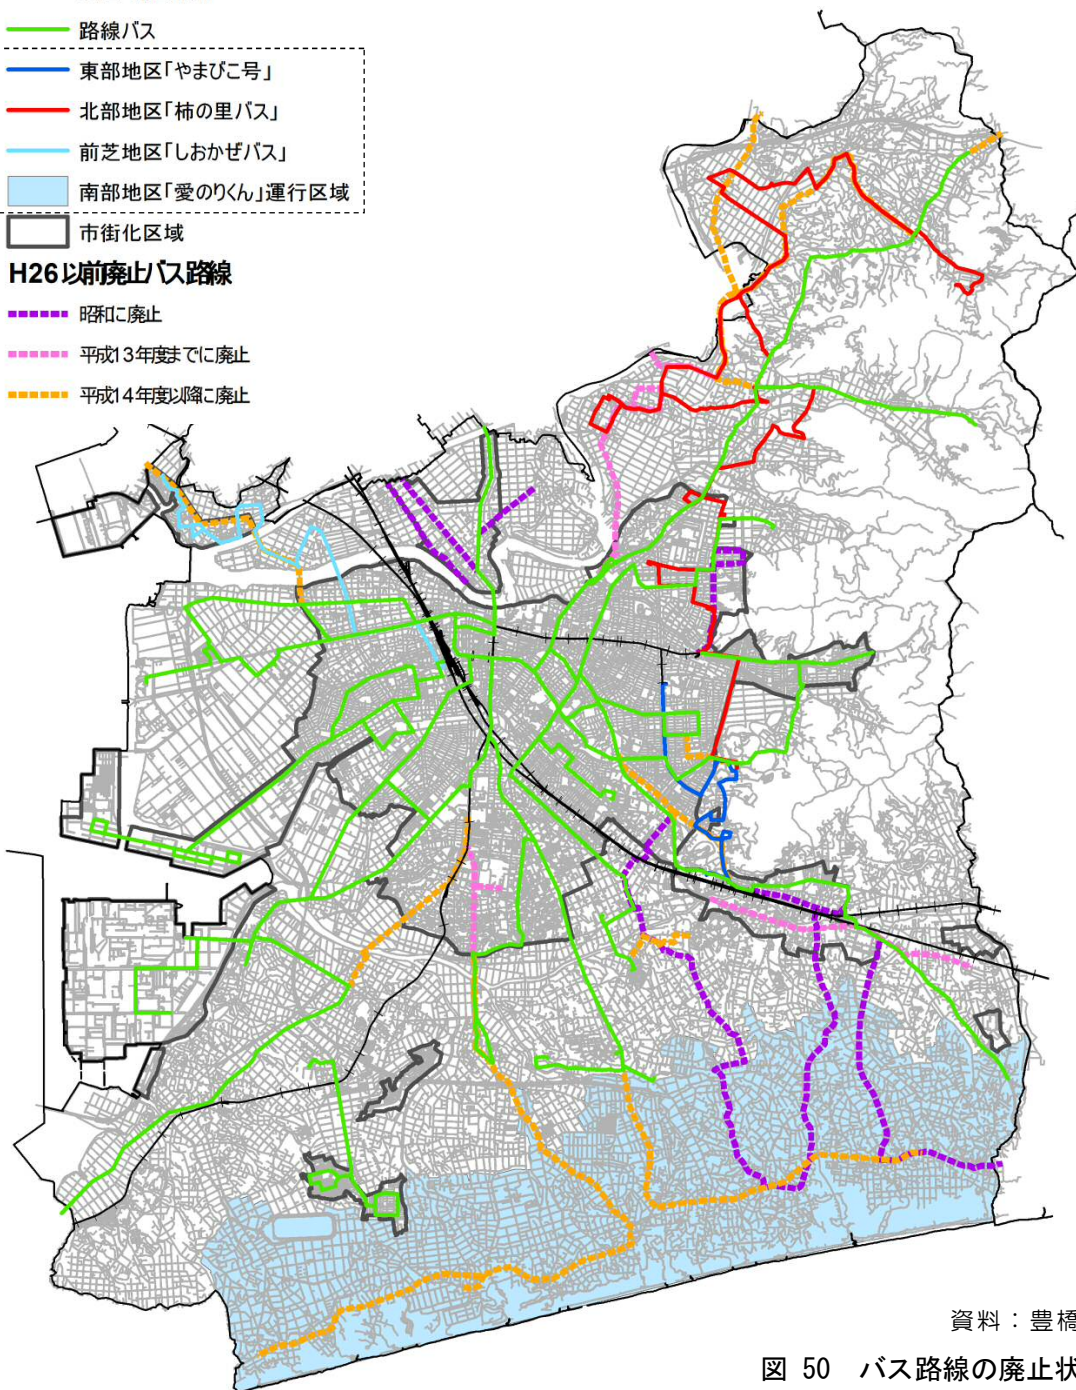 路線バス
東部地区「やまびこ号」
北部地区「柿の里バス」
前芝地区「しおかぜバス」
南部地区「愛のりくん」運行区域
市街化区域
H26以前廃止バス路線
昭和に廃止
平成13年度までに廃止
平成14年度以降に廃止
資料：豊橋
図 50 バス路線の廃止状